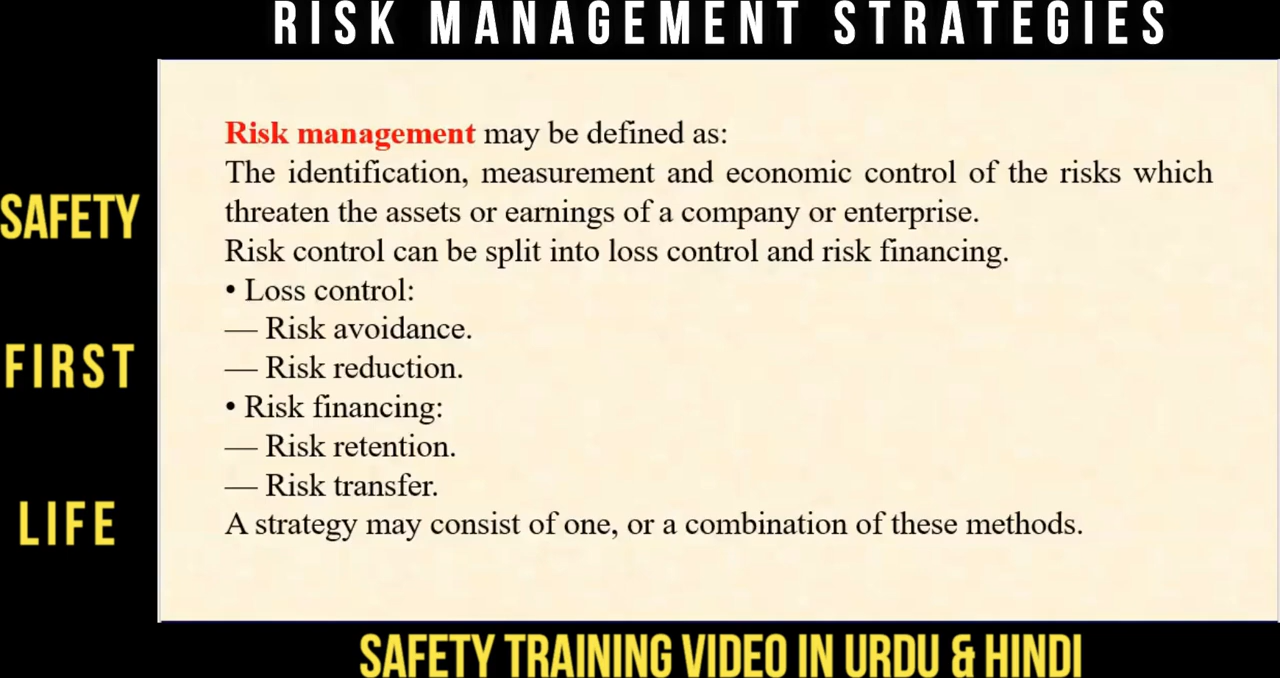 RISK MANAGEMENT STRATEGIES
Risk management may be defined as:
The identification, measurement and economic control of the risks which
threaten the assets or earnings of a company or enterprise.
Risk control can be split into loss control and risk financing.
• Loss control:
— Risk avoidance.
— Risk reduction.
• Risk financing:
— Risk retention.
— Risk transfer.
A strategy may consist of one, or a combination of these methods.
SAFETY
FIRST
LIFE
SAFETY TRAINING VIDEO IN URDU & HINDI